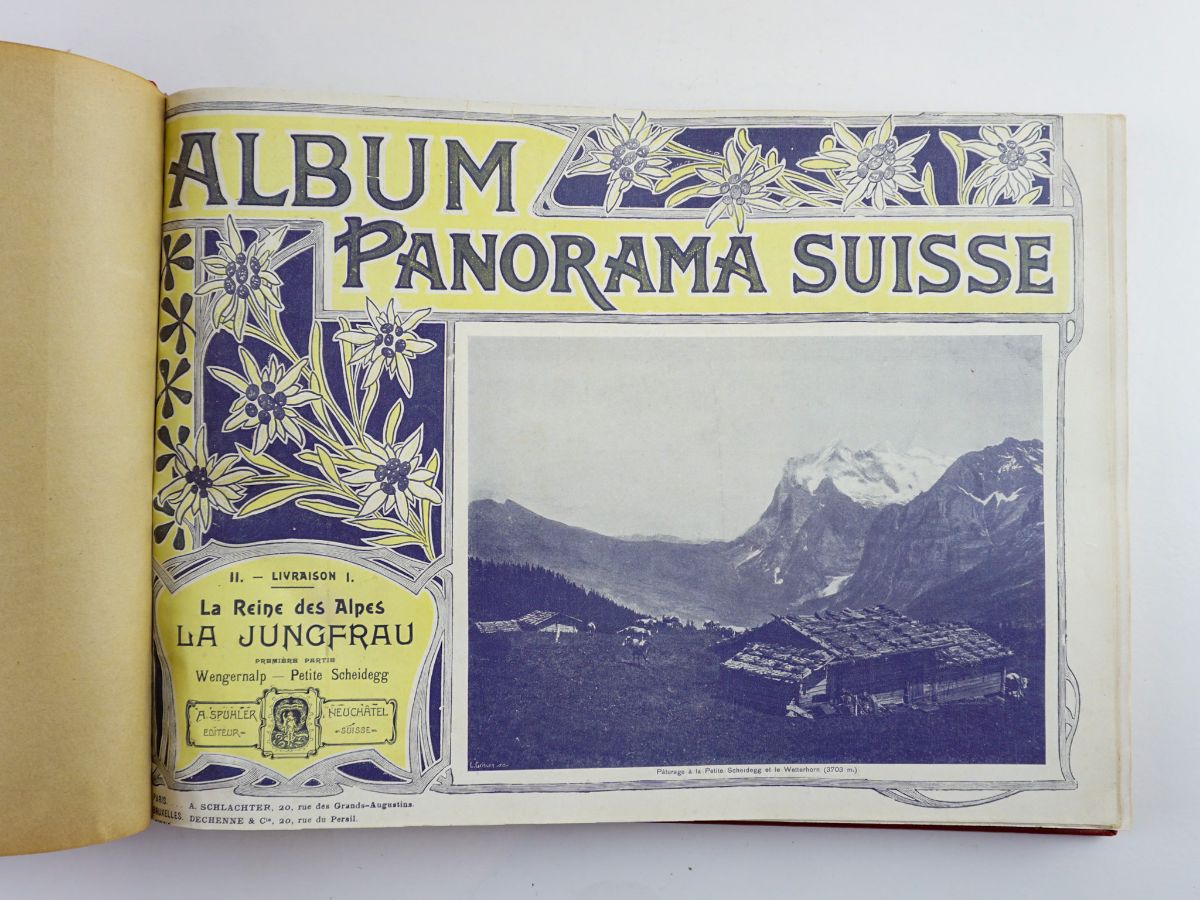 ALBUM
PANORAMA SUISSE
II. — LIVRAISON I.
La Reine des Alpes
LA JUNGFRAU
PREMIÈRE PARTIE
Wengernalp — Petite Scheidegg
A. SPÜHLER NEUCHÂTEL
EDITEUR- -SUISSE-
Pâturage à la Petite Scheidegg et le Wetterhorn (3703 m.)
PARIS. . . . A. SCHLACHTER, 20, rue des Grands-Augustins.
BRUXELLES. DECHENNE & Cie, 20, rue du Persil.